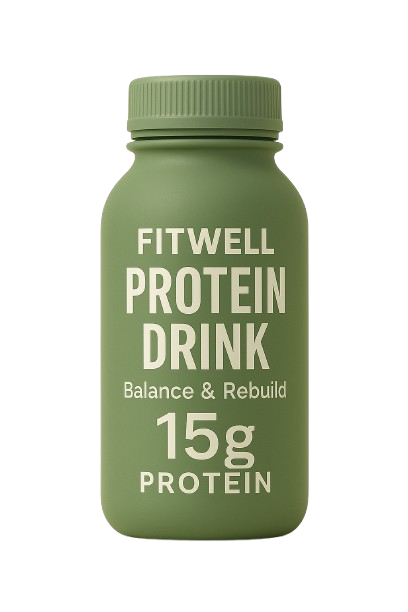 FITWELL
PROTEIN
DRINK
Balance & Rebuild
15g
PROTEIN